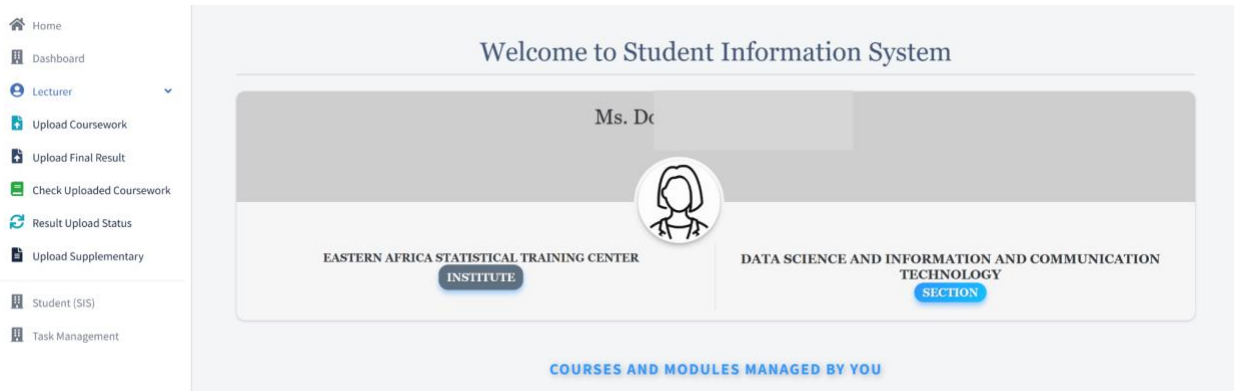 Home
Dashboard
Lecturer
Upload Coursework
Upload Final Result
Check Uploaded Coursework
Result Upload Status
Upload Supplementary
Student (SIS)
Task Management
Welcome to Student Information System
Ms. Do
EASTERN AFRICA STATISTICAL TRAINING CENTER
INSTITUTE
DATA SCIENCE AND INFORMATION AND COMMUNICATION
TECHNOLOGY
SECTION
COURSES AND MODULES MANAGED BY YOU